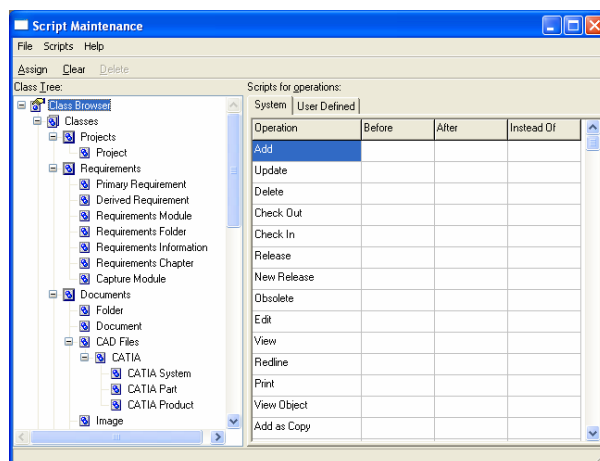 Script Maintenance
File Scripts Help
Assign Clear Delete
Class Tree:
Class Browser
Classes
Projects
Project
Requirements
Primary Requirement
Derived Requirement
Requirements Module
Requirements Folder
Requirements Information
Requirements Chapter
Capture Module
Documents
Folder
Document
CAD Files
CATIA
CATIA System
CATIA Part
CATIA Product
Image
Scripts for operations:
System User Defined
Operation Before After Instead Of
Add
Update
Delete
Check Out
Check In
Release
New Release
Obsolete
Edit
View
Redline
Print
View Object
Add as Copy